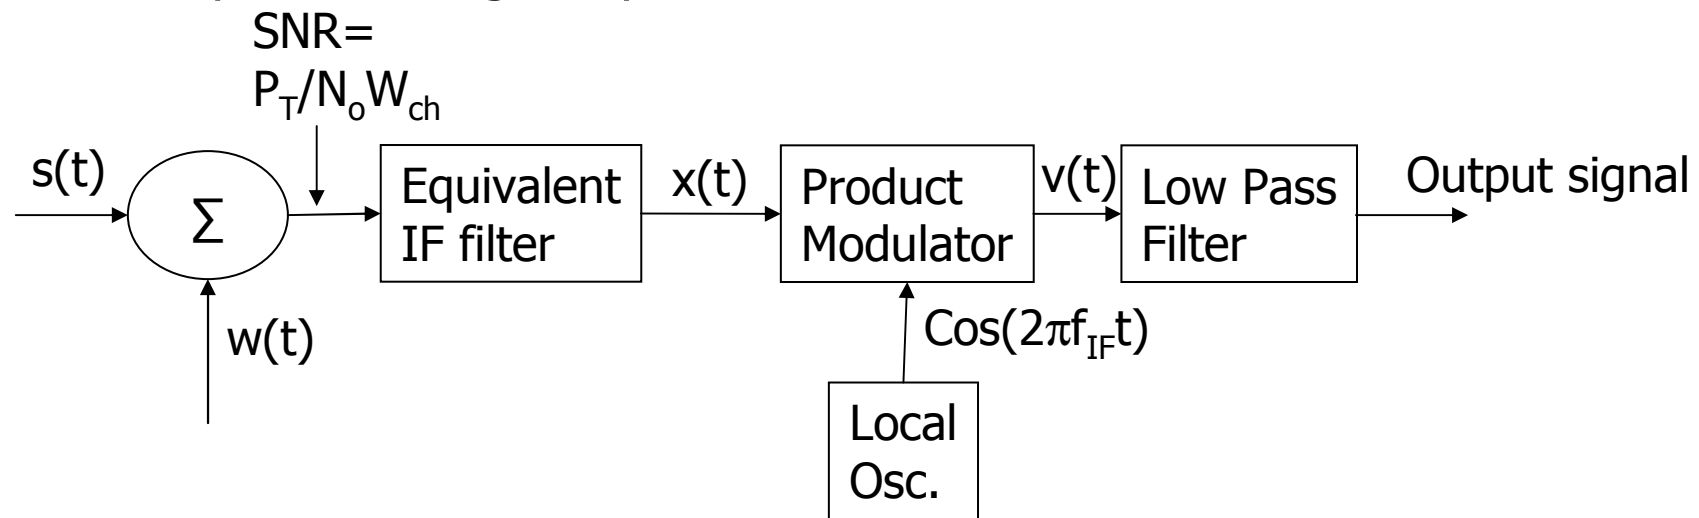 SNR=
P_T/N_oW_ch
s(t)
Σ
w(t)
Equivalent
IF filter
x(t)
Product
Modulator
v(t)
Low Pass
Filter
Output signal
Cos(2πf_IFt)
Local
Osc.